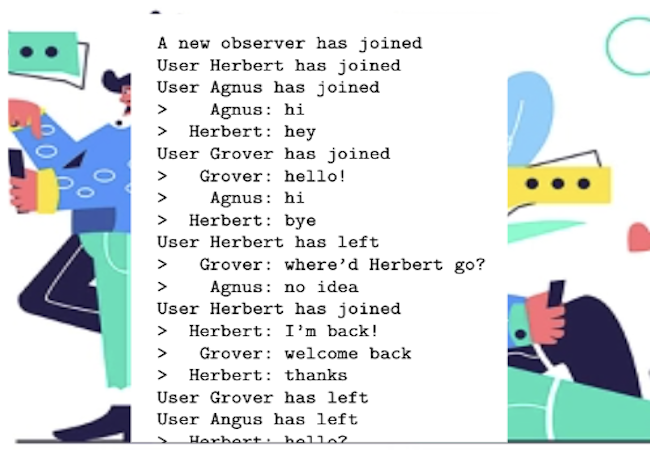 A new observer has joined
User Herbert has joined
User Agnus has joined
> Agnus: hi
> Herbert: hey
User Grover has joined
> Grover: hello!
> Agnus: hi
> Herbert: bye
User Herbert has left
> Grover: where'd Herbert go?
> Agnus: no idea
User Herbert has joined
> Herbert: I'm back!
> Grover: welcome back
> Herbert: thanks
User Grover has left
User Angus has left
> Herbert: hello?